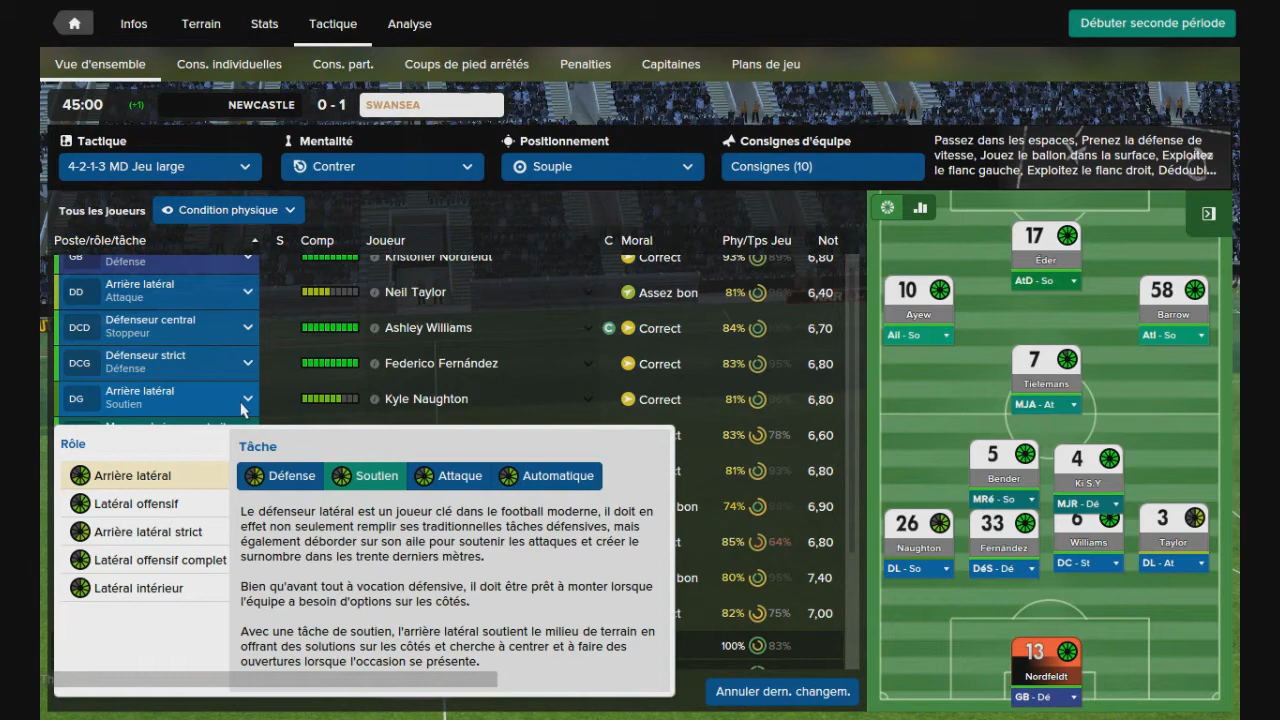 Infos Terrain Stats Tactique Analyse Débuter seconde période
Vue d'ensemble Cons. individuelles Cons. part. Coups de pied arrêtés Penalties Capitaines Plans de jeu
45:00 (+1) NEWCASTLE 0 - 1 SWANSEA
Tactique Mentalité Positionnement Consignes d'équipe
4-2-1-3 MD Jeu large Contrer Souple Consignes (10)
Passez dans les espaces, Prenez la défense de
vitesse, Jouez le ballon dans la surface, Exploitez
le flanc gauche, Exploitez le flanc droit, Dédoubl...
Tous les joueurs Condition physique
Poste/rôle/tâche S Comp Joueur C Moral Phy/Tps Jeu Not
GB Défense Kristoffer Nordfeldt Correct 93% 89% 6,80
DD Arrière latéral Neil Taylor Assez bon 81% 6,40
Attaque
DCD Défenseur central Ashley Williams C Correct 84% 6,70
Stoppeur
DCG Défenseur strict Federico Fernández Correct 83% 95% 6,80
Défense
DG Arrière latéral Kyle Naughton Correct 81% 6,80
Soutien
83% 78% 6,60
81% 93% 6,80
bon 74% 6,90
85% 64% 6,80
bon 80% 95% 7,40
82% 75% 7,00
100% 83%
Rôle
Arrière latéral
Latéral offensif
Arrière latéral strict
Latéral offensif complet
Latéral intérieur
Tâche
Défense Soutien Attaque Automatique
Le défenseur latéral est un joueur clé dans le football moderne, il doit en
effet non seulement remplir ses traditionnelles tâches défensives, mais
également déborder sur son aile pour soutenir les attaques et créer le
surnombre dans les trente derniers mètres.
Bien qu'avant tout à vocation défensive, il doit être prêt à monter lorsque
l'équipe a besoin d'options sur les côtés.
Avec une tâche de soutien, l'arrière latéral soutient le milieu de terrain en
offrant des solutions sur les côtés et cherche à centrer et à faire des
ouvertures lorsque l'occasion se présente.
Annuler dern. changem.
17
Éder
AtD - So
10 58
Ayew Barrow
Ail - So AtI - So
7
Tielemans
MJA - At
5 4
Bender Ki S.Y
MRé - So MJR - Dé
26 33 6 3
Naughton Fernández Williams Taylor
DL - So DéS - Dé DC - St DL - At
13
Nordfeldt
GB - Dé